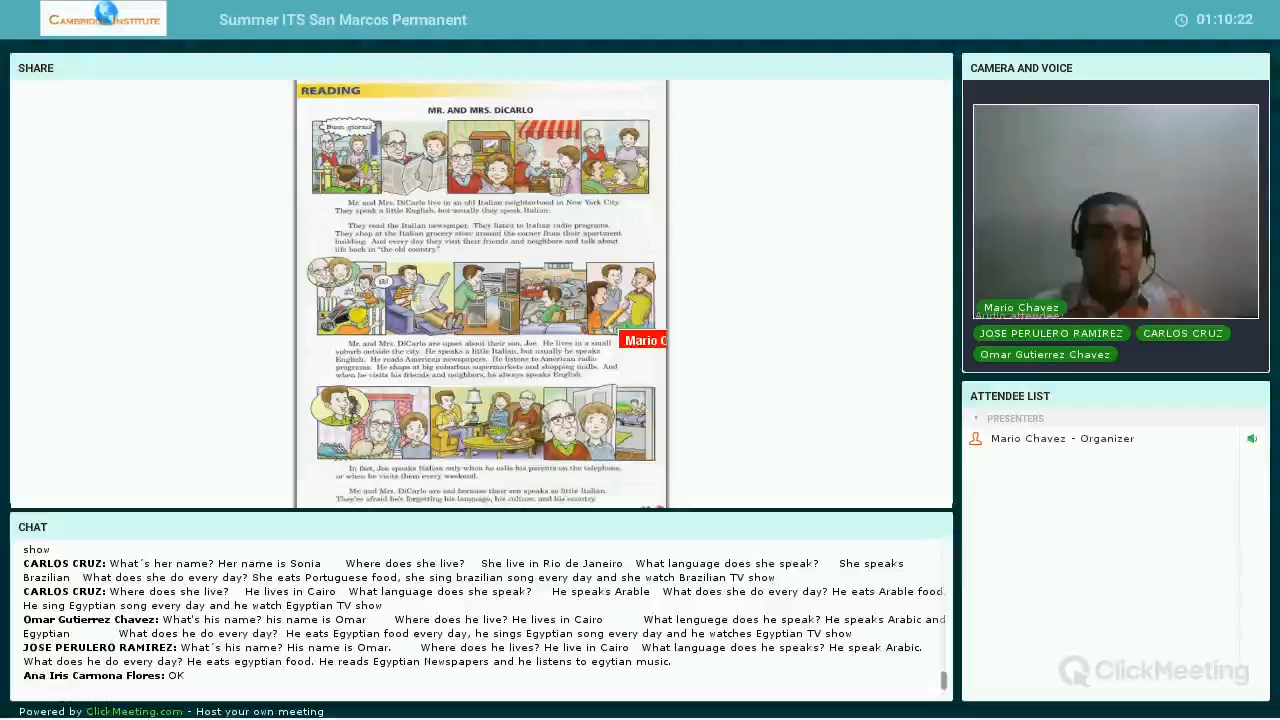 CAMBRIDGE INSTITUTE
Summer ITS San Marcos Permanent
01:10:22
SHARE
READING
MR. AND MRS. DiCARLO
Buon giorno!
Mr. and Mrs. DiCarlo live in an old Italian neighborhood in New York City.
They speak a little English, but usually they speak Italian.
They read the Italian newspaper. They listen to Italian radio programs.
They shop at the Italian grocery store around the corner from their apartment
building. And every day they visit their friends and neighbors and talk about
life back in "the old country."
Hi!
Mario C
Mr. and Mrs. DiCarlo are upset about their son, Joe. He lives in a small
suburb outside the city. He speaks a little Italian, but usually he speaks
English. He reads American newspapers. He listens to American radio
programs. He shops at big suburban supermarkets and shopping malls. And
when he visits his friends and neighbors, he always speaks English.
In fact, Joe speaks Italian only when he calls his parents on the telephone,
or when he visits them every weekend.
Mr. and Mrs. DiCarlo are sad because their son speaks so little Italian.
They're afraid he's forgetting his language, his culture, and his country.
CAMERA AND VOICE
Mario Chavez
Audio attendee:
JOSE PERULERO RAMIREZ CARLOS CRUZ
Omar Gutierrez Chavez
ATTENDEE LIST
PRESENTERS
Mario Chavez - Organizer
CHAT
show
CARLOS CRUZ: What´s her name? Her name is Sonia Where does she live? She live in Rio de Janeiro What language does she speak? She speaks
Brazilian What does she do every day? She eats Portuguese food, she sing brazilian song every day and she watch Brazilian TV show
CARLOS CRUZ: Where does she live? He lives in Cairo What language does she speak? He speaks Arable What does she do every day? He eats Arable food,
He sing Egyptian song every day and he watch Egyptian TV show
Omar Gutierrez Chavez: What's his name? his name is Omar Where does he live? He lives in Cairo What lenguege does he speak? He speaks Arabic and
Egyptian What does he do every day? He eats Egyptian food every day, he sings Egyptian song every day and he watches Egyptian TV show
JOSE PERULERO RAMIREZ: What´s his name? His name is Omar. Where does he lives? He live in Cairo What language does he speaks? He speak Arabic.
What does he do every day? He eats egyptian food. He reads Egyptian Newspapers and he listens to egytian music.
Ana Iris Carmona Flores: OK
ClickMeeting
Powered by ClickMeeting.com - Host your own meeting